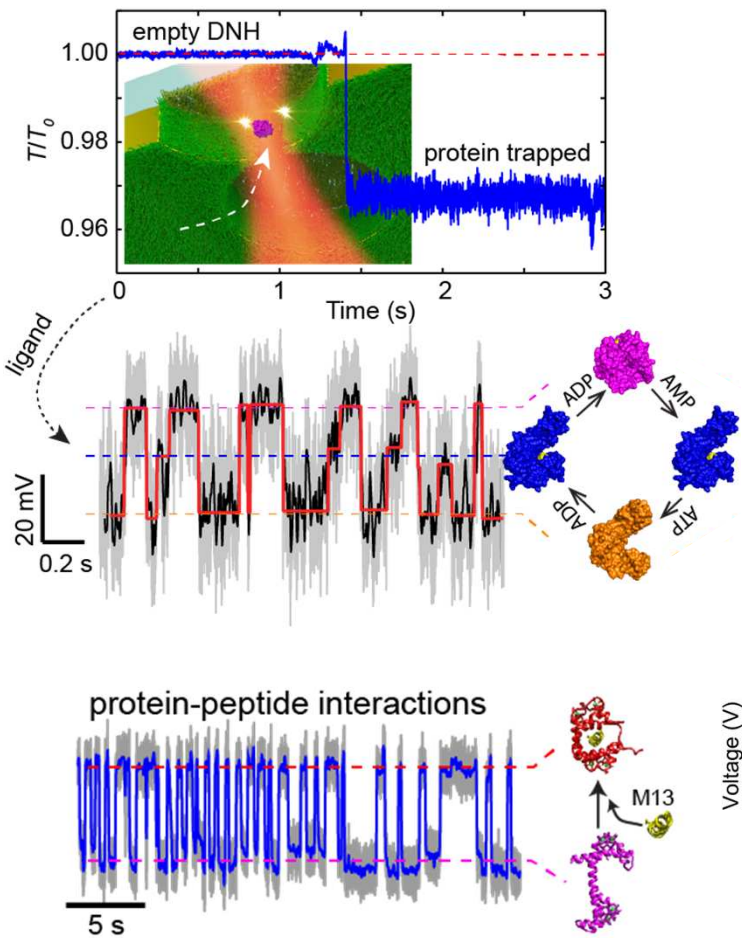 empty DNH
1.00
T/T0
0.98
0.96
protein trapped
0
1
2
3
Time (s)
ligand
20 mV
0.2 s
ADP
AMP
ADP
ATP
protein-peptide interactions
M13
Voltage (V)
5 s